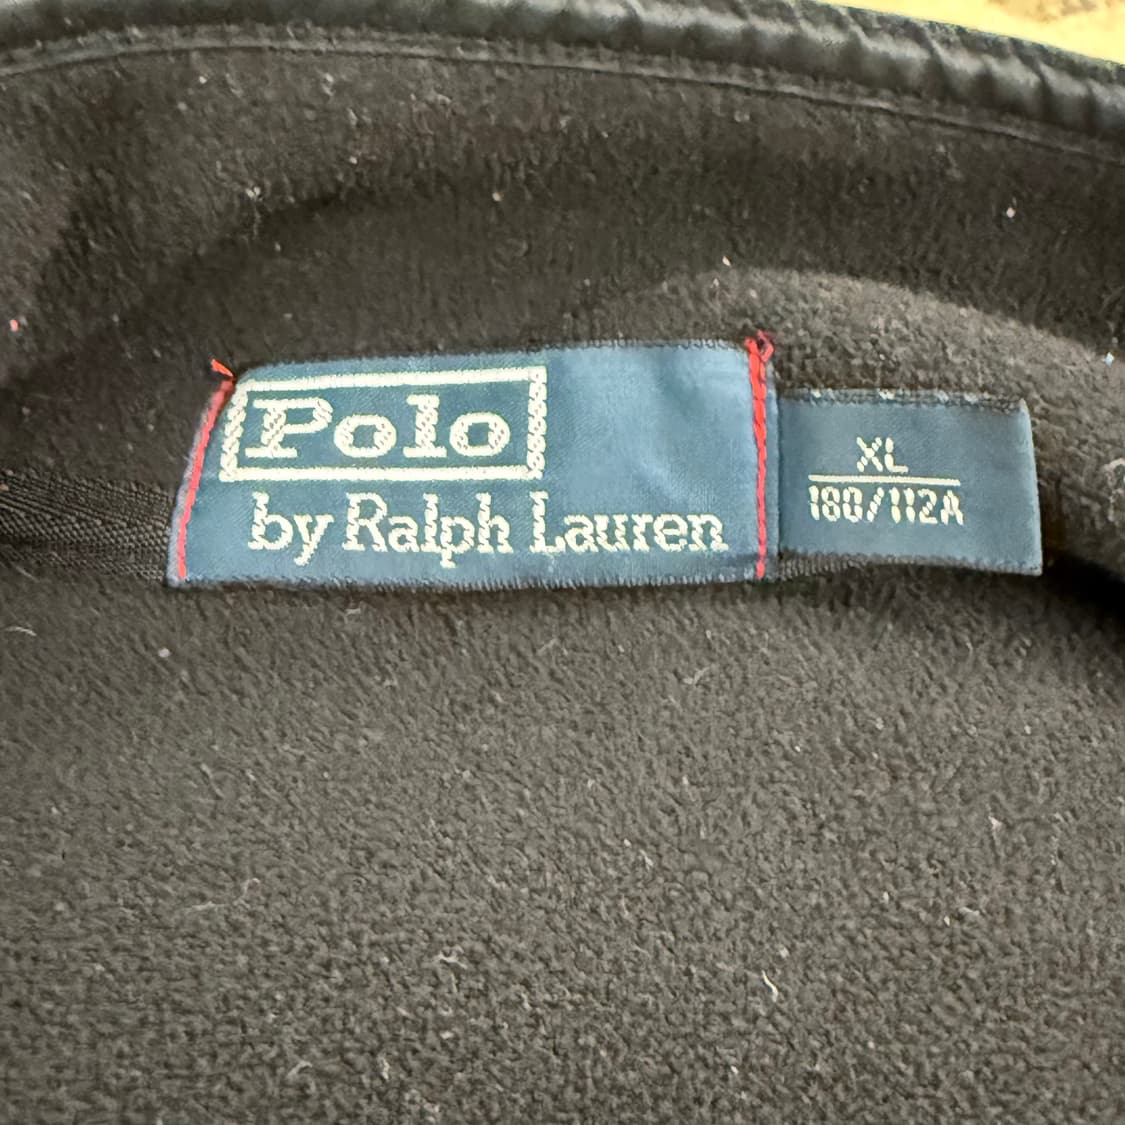 Polo
by Ralph Lauren
XL
180/112A